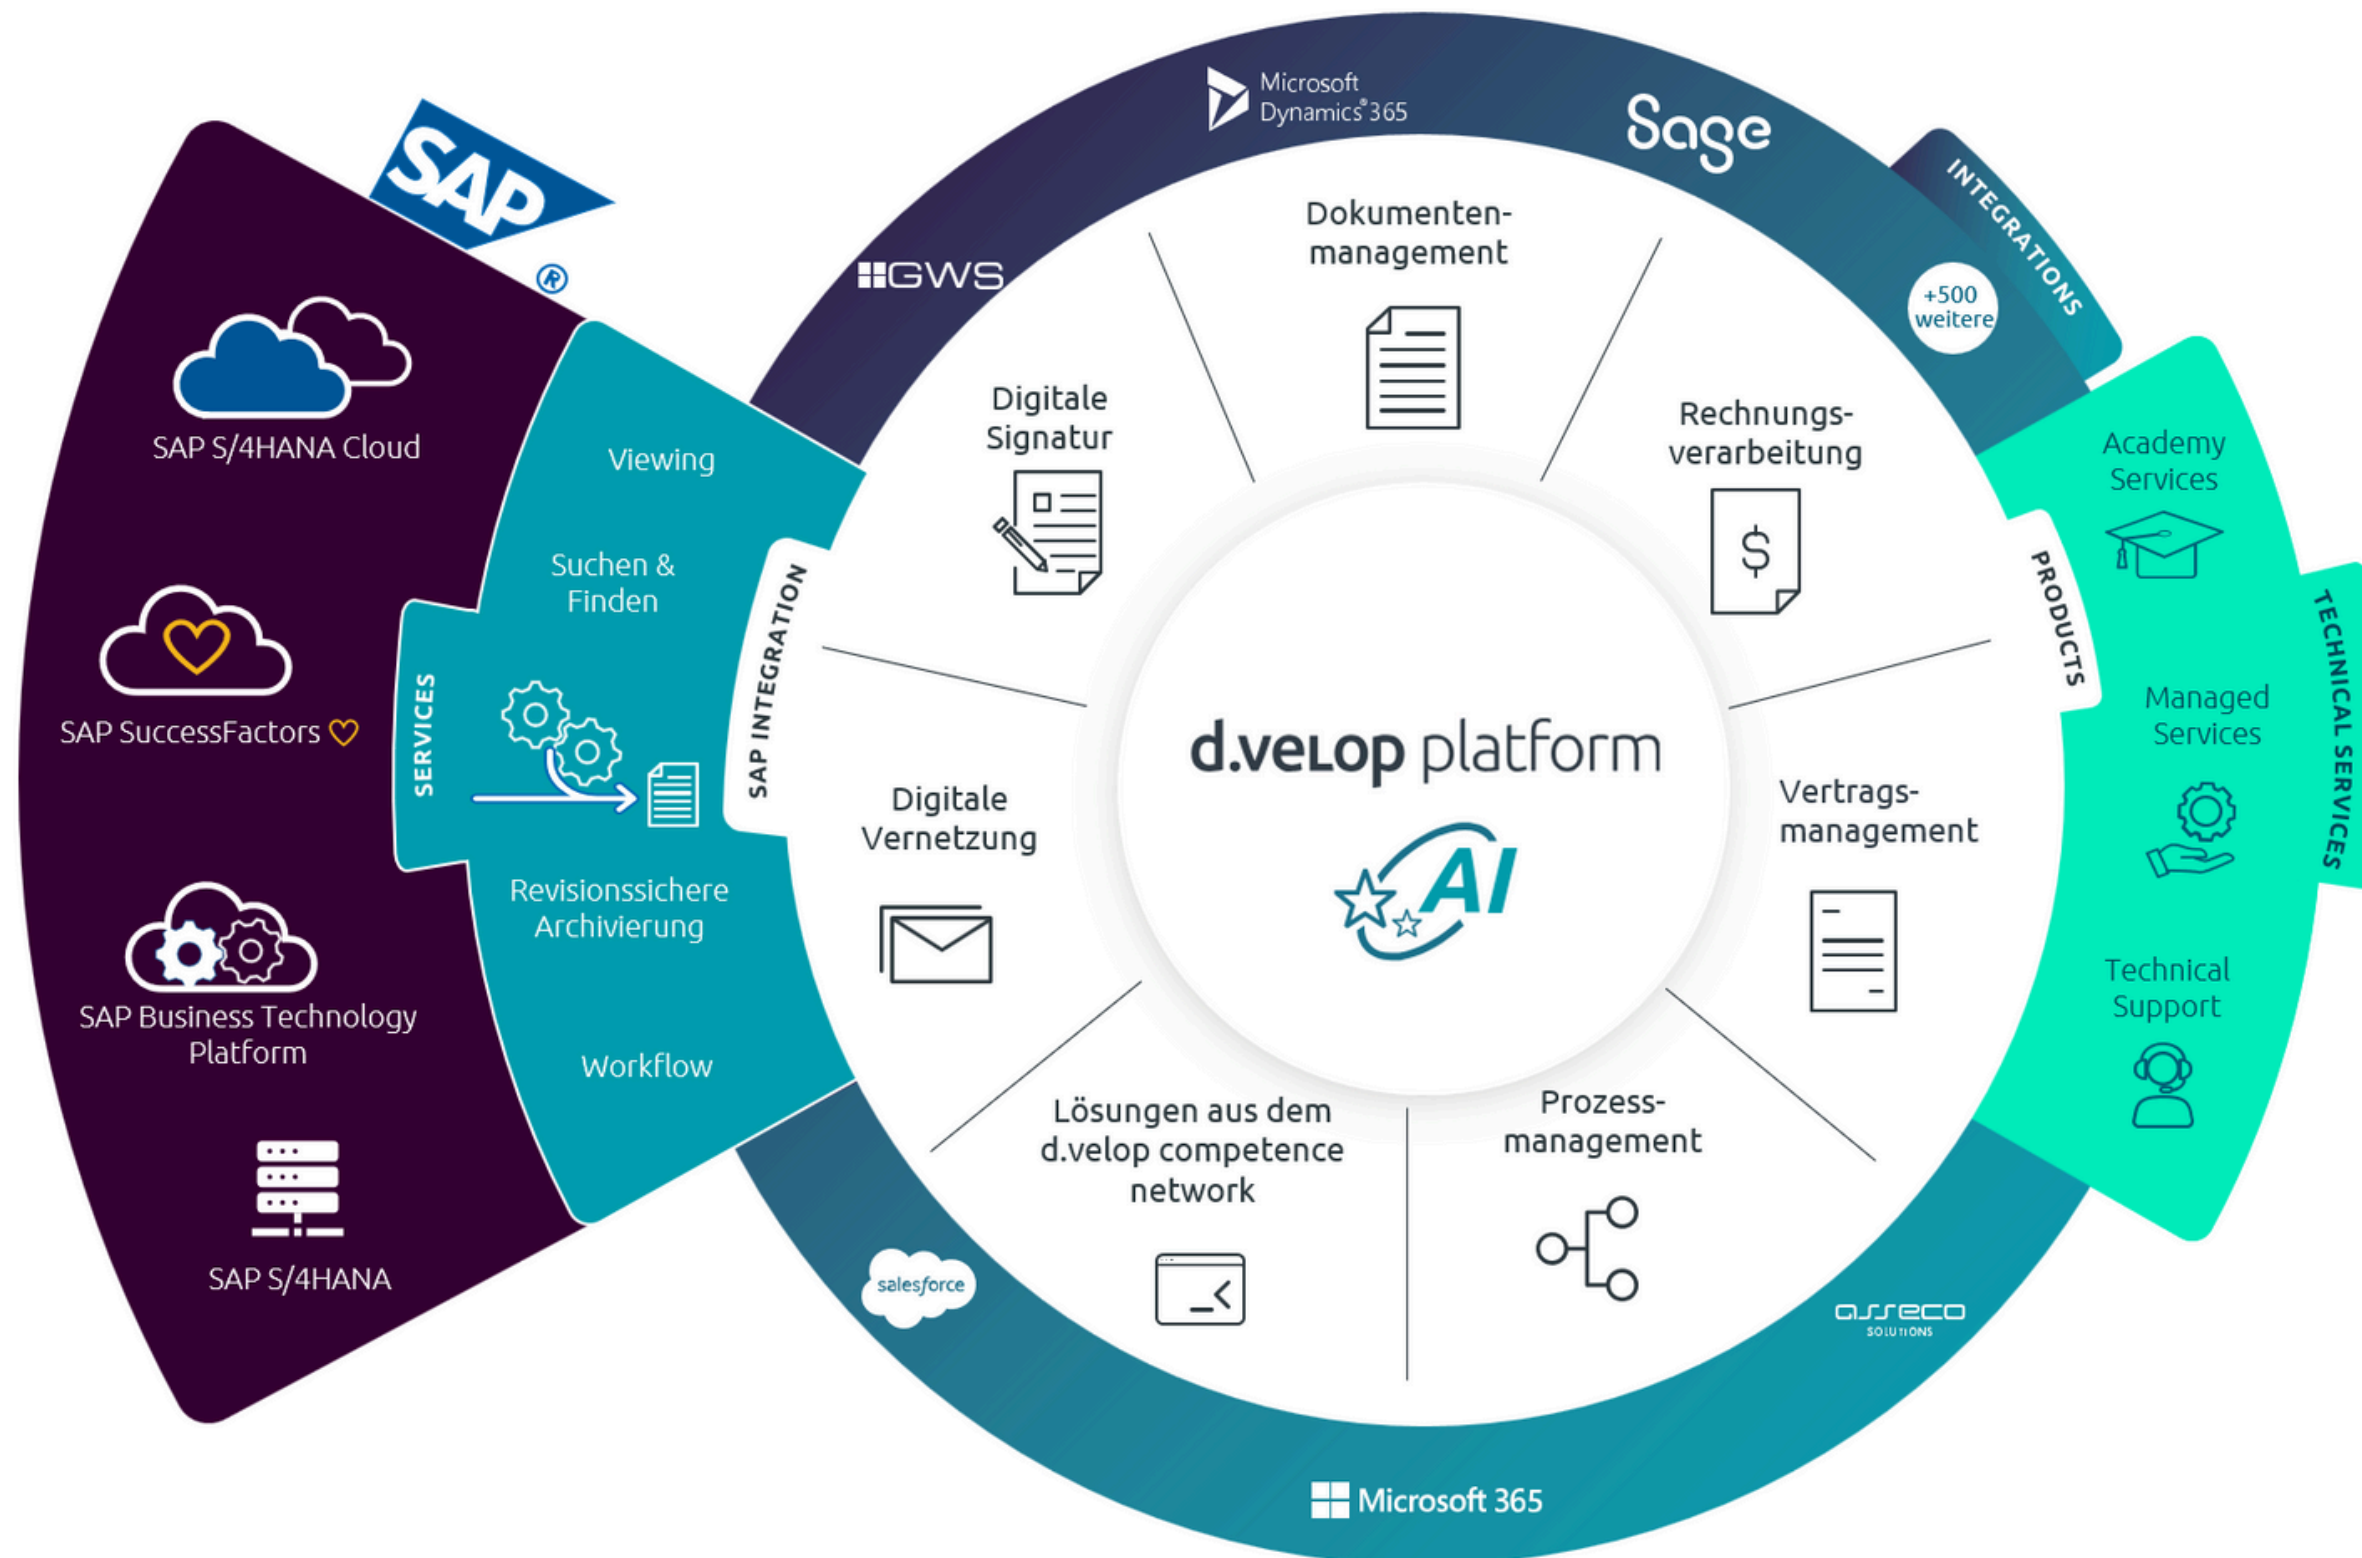 SAP
®
SAP S/4HANA Cloud
SAP SuccessFactors
SAP Business Technology
Platform
SAP S/4HANA
SERVICES
Viewing
Suchen &
Finden
Revisionssichere
Archivierung
Workflow
SAP INTEGRATION
GWS
Microsoft
Dynamics® 365
Sage
+500
weitere
INTEGRATIONS
Dokumenten-
management
Digitale
Signatur
Rechnungs-
verarbeitung
$
Digitale
Vernetzung
d.velop platform
AI
Vertrags-
management
Lösungen aus dem
d.velop competence
network
Prozess-
management
PRODUCTS
Academy
Services
Managed
Services
Technical
Support
TECHNICAL SERVICES
salesforce
asseco
SOLUTIONS
Microsoft 365